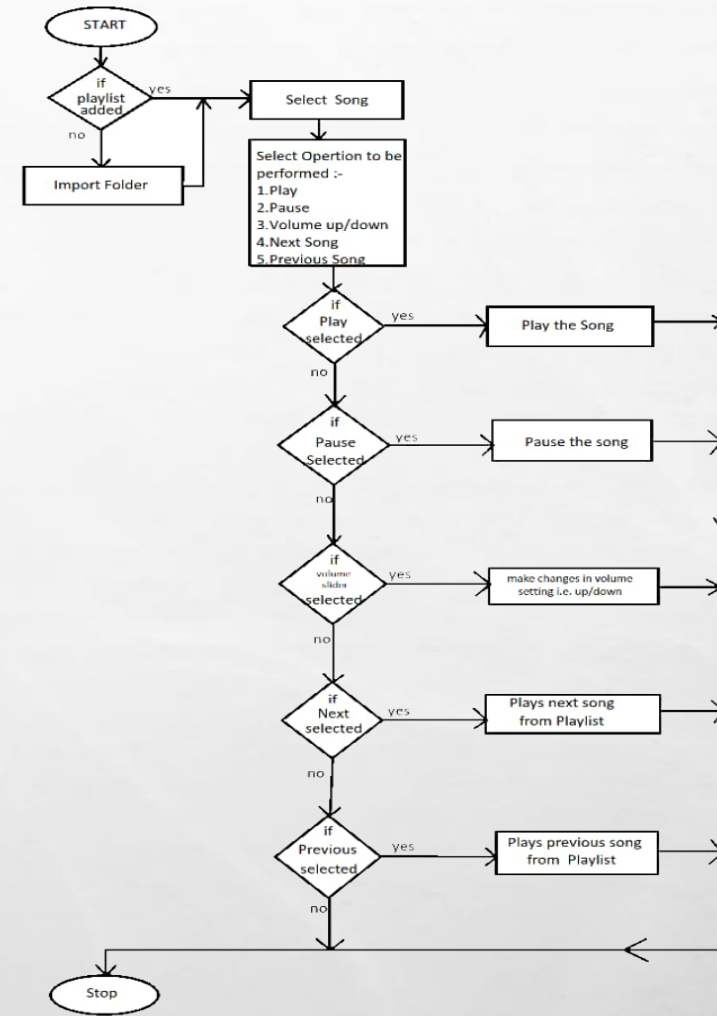 START
if
playlist
added
yes
no
Import Folder
Select Song
Select Opertion to be
performed :-
1.Play
2.Pause
3.Volume up/down
4.Next Song
5.Previous Song
if
Play
selected
yes
Play the Song
no
if
Pause
Selected
yes
Pause the song
no
if
volume
slider
selected
yes
make changes in volume
setting i.e. up/down
no
if
Next
selected
yes
Plays next song
from Playlist
no
if
Previous
selected
yes
Plays previous song
from Playlist
no
Stop